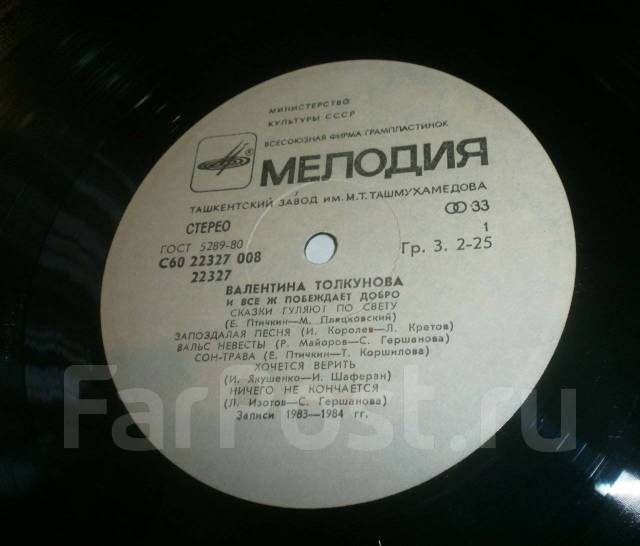 МИНИСТЕРСТВО
КУЛЬТУРЫ СССР
ВСЕСОЮЗНАЯ ФИРМА ГРАМПЛАСТИНОК
МЕЛОДИЯ
ТАШКЕНТСКИЙ ЗАВОД ИМ. М.Т. ТАШМУХАМЕДОВА
СТЕРЕО
33
ГОСТ 5289-80
1
С60 22327 008
Гр. 3. 2-25
22327
ВАЛЕНТИНА ТОЛКУНОВА
И ВСЕ Ж ПОБЕЖДАЕТ ДОБРО
СКАЗКИ ГУЛЯЮТ ПО СВЕТУ
(Е. Птичкин—М. Пляцковский)
ЗАПОЗДАЛАЯ ПЕСНЯ (И. Королев—Л. Кретов)
ВАЛЬС НЕВЕСТЫ (Р. Майоров—С. Гершанова)
СОН-ТРАВА (Е. Птичкин—Т. Коршилова)
ХОЧЕТСЯ ВЕРИТЬ
(И. Якушенко—И. Шаферан)
НИЧЕГО НЕ КОНЧАЕТСЯ
(Л. Изотов—С. Гершанова)
Записи 1983—1984 гг.
FarPost.ru